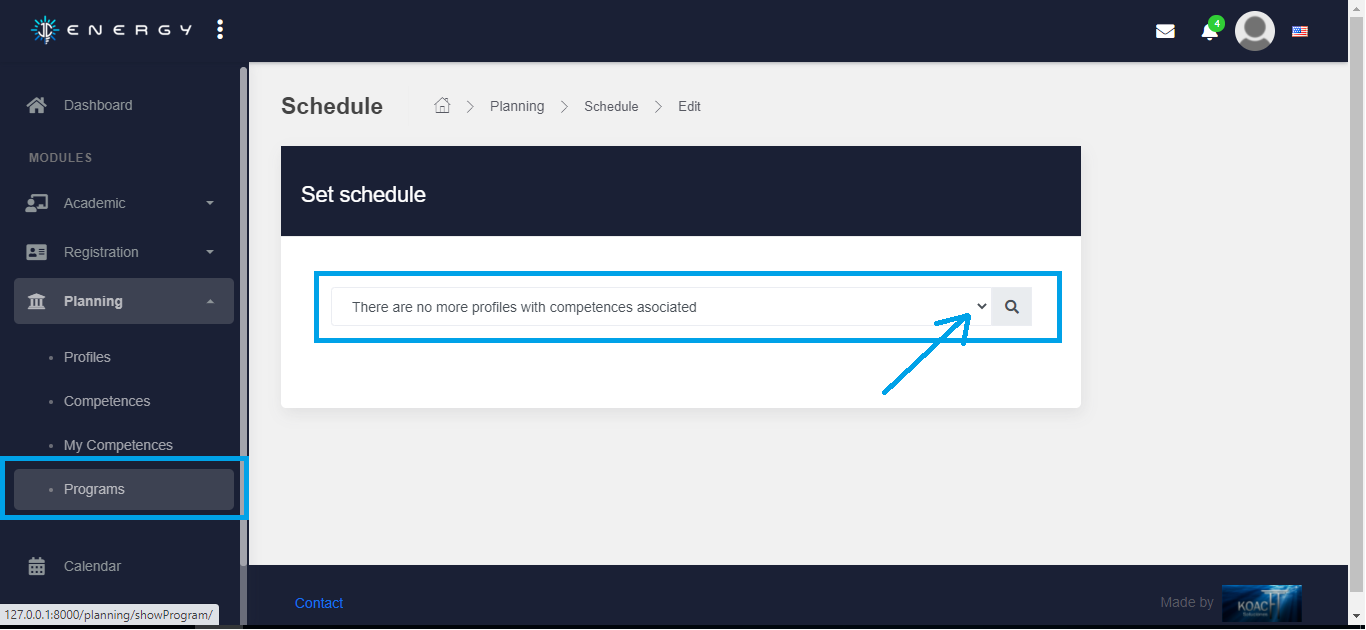 ENERGY
4
Dashboard
MODULES
Academic
Registration
Planning
Profiles
Competences
My Competences
Programs
Calendar
127.0.0.1:8000/planning/showProgram/
Schedule
Planning
Schedule
Edit
Set schedule
There are no more profiles with competences asociated
Contact
Made by
KOACH